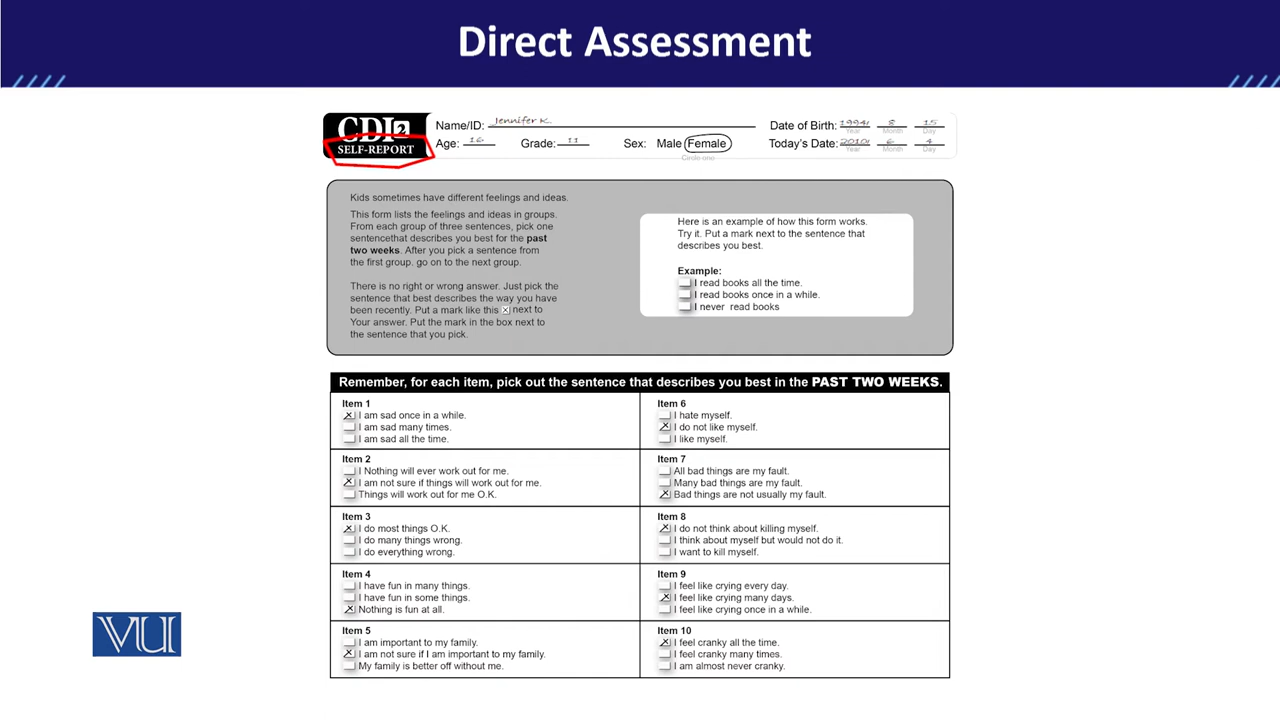 Direct Assessment
CDI 2
SELF-REPORT
Name/ID: Jennifer K.
Date of Birth: 1994 8 15
Year Month Day
Age: 16 Grade: 11 Sex: Male Female
Circle one
Today's Date: 2010 6 4
Year Month Day
Kids sometimes have different feelings and ideas.
This form lists the feelings and ideas in groups.
From each group of three sentences, pick one
sentencethat describes you best for the past
two weeks. After you pick a sentence from
the first group. go on to the next group.
There is no right or wrong answer. Just pick the
sentence that best describes the way you have
been recently. Put a mark like this ☒ next to
Your answer. Put the mark in the box next to
the sentence that you pick.
Here is an example of how this form works.
Try it. Put a mark next to the sentence that
describes you best.
Example:
I read books all the time.
I read books once in a while.
I never read books
Remember, for each item, pick out the sentence that describes you best in the PAST TWO WEEKS.
Item 1
I am sad once in a while.
I am sad many times.
I am sad all the time.
Item 2
I Nothing will ever work out for me.
I am not sure if things will work out for me.
Things will work out for me O.K.
Item 3
I do most things O.K.
I do many things wrong.
I do everything wrong.
Item 4
I have fun in many things.
I have fun in some things.
Nothing is fun at all.
Item 5
I am important to my family.
I am not sure if I am important to my family.
My family is better off without me.
Item 6
I hate myself.
I do not like myself.
I like myself.
Item 7
All bad things are my fault.
Many bad things are my fault.
Bad things are not usually my fault.
Item 8
I do not think about killing myself.
I think about myself but would not do it.
I want to kill myself.
Item 9
I feel like crying every day.
I feel like crying many days.
I feel like crying once in a while.
Item 10
I feel cranky all the time.
I feel cranky many times.
I am almost never cranky.
VU